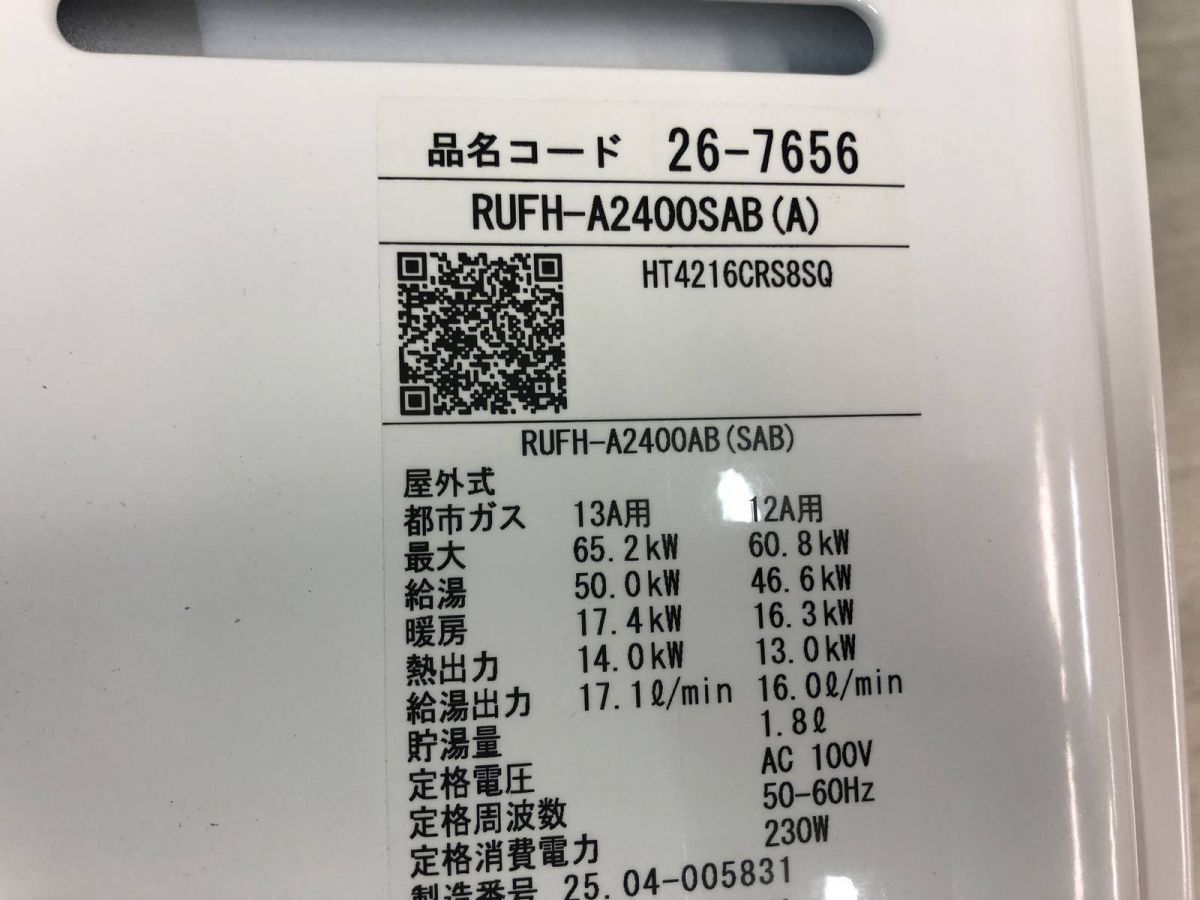 品名コード 26-7656
RUFH-A2400SAB(A)
HT4216CRS8SQ
RUFH-A2400AB(SAB)
屋外式
都市ガス 13A用 12A用
最大 65.2kW 60.8kW
給湯 50.0kW 46.6kW
暖房 17.4kW 16.3kW
熱出力 14.0kW 13.0kW
給湯出力 17.1ℓ/min 16.0ℓ/min
貯湯量 1.8ℓ
定格電圧 AC 100V
定格周波数 50-60Hz
定格消費電力 230W
製造番号 25.04-005831